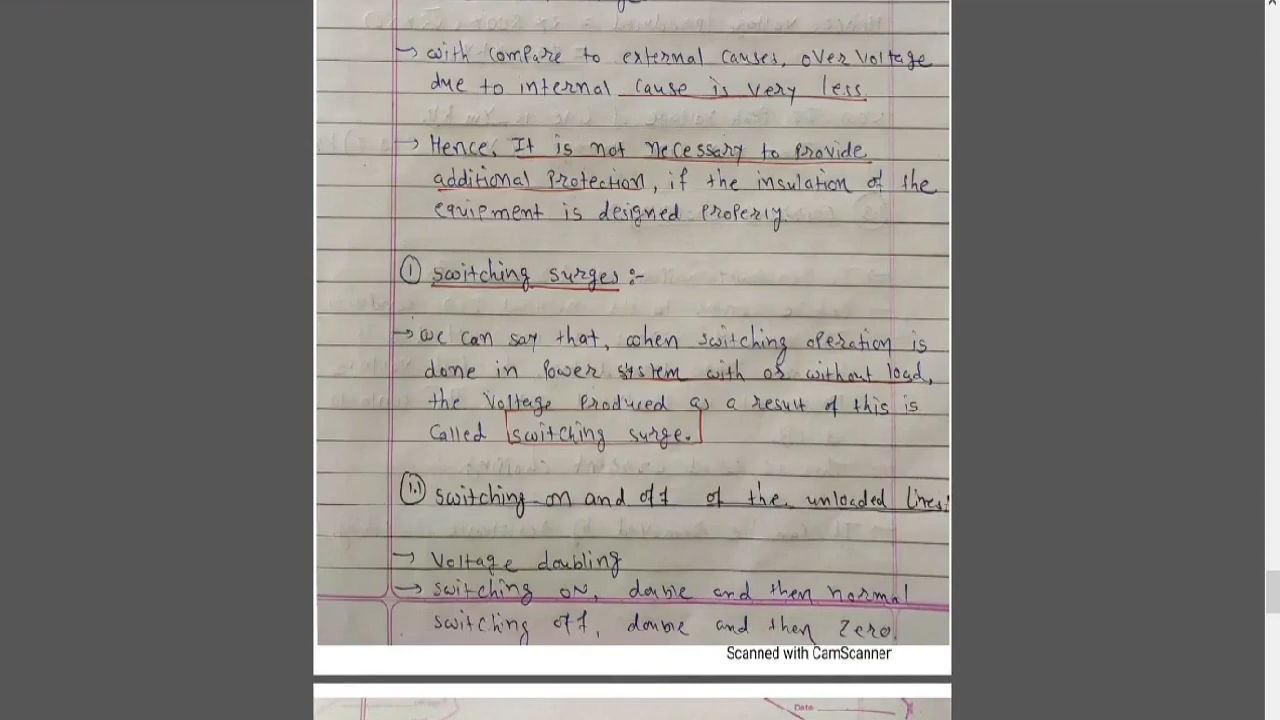 → with compare to external causes, over voltage
due to internal cause is very less
→ Hence, It is not necessary to provide
additional protection, if the insulation of the
equipment is designed properly.
① switching surges :-
→ we can say that, when switching operation is
done in power system with or without load,
the voltage produced as a result of this is
called switching surge.
(i.) switching on and off of the unloaded lines:
→ Voltage doubling
→ switching ON, double and then normal
switching off, double and then zero.
Scanned with CamScanner
Date